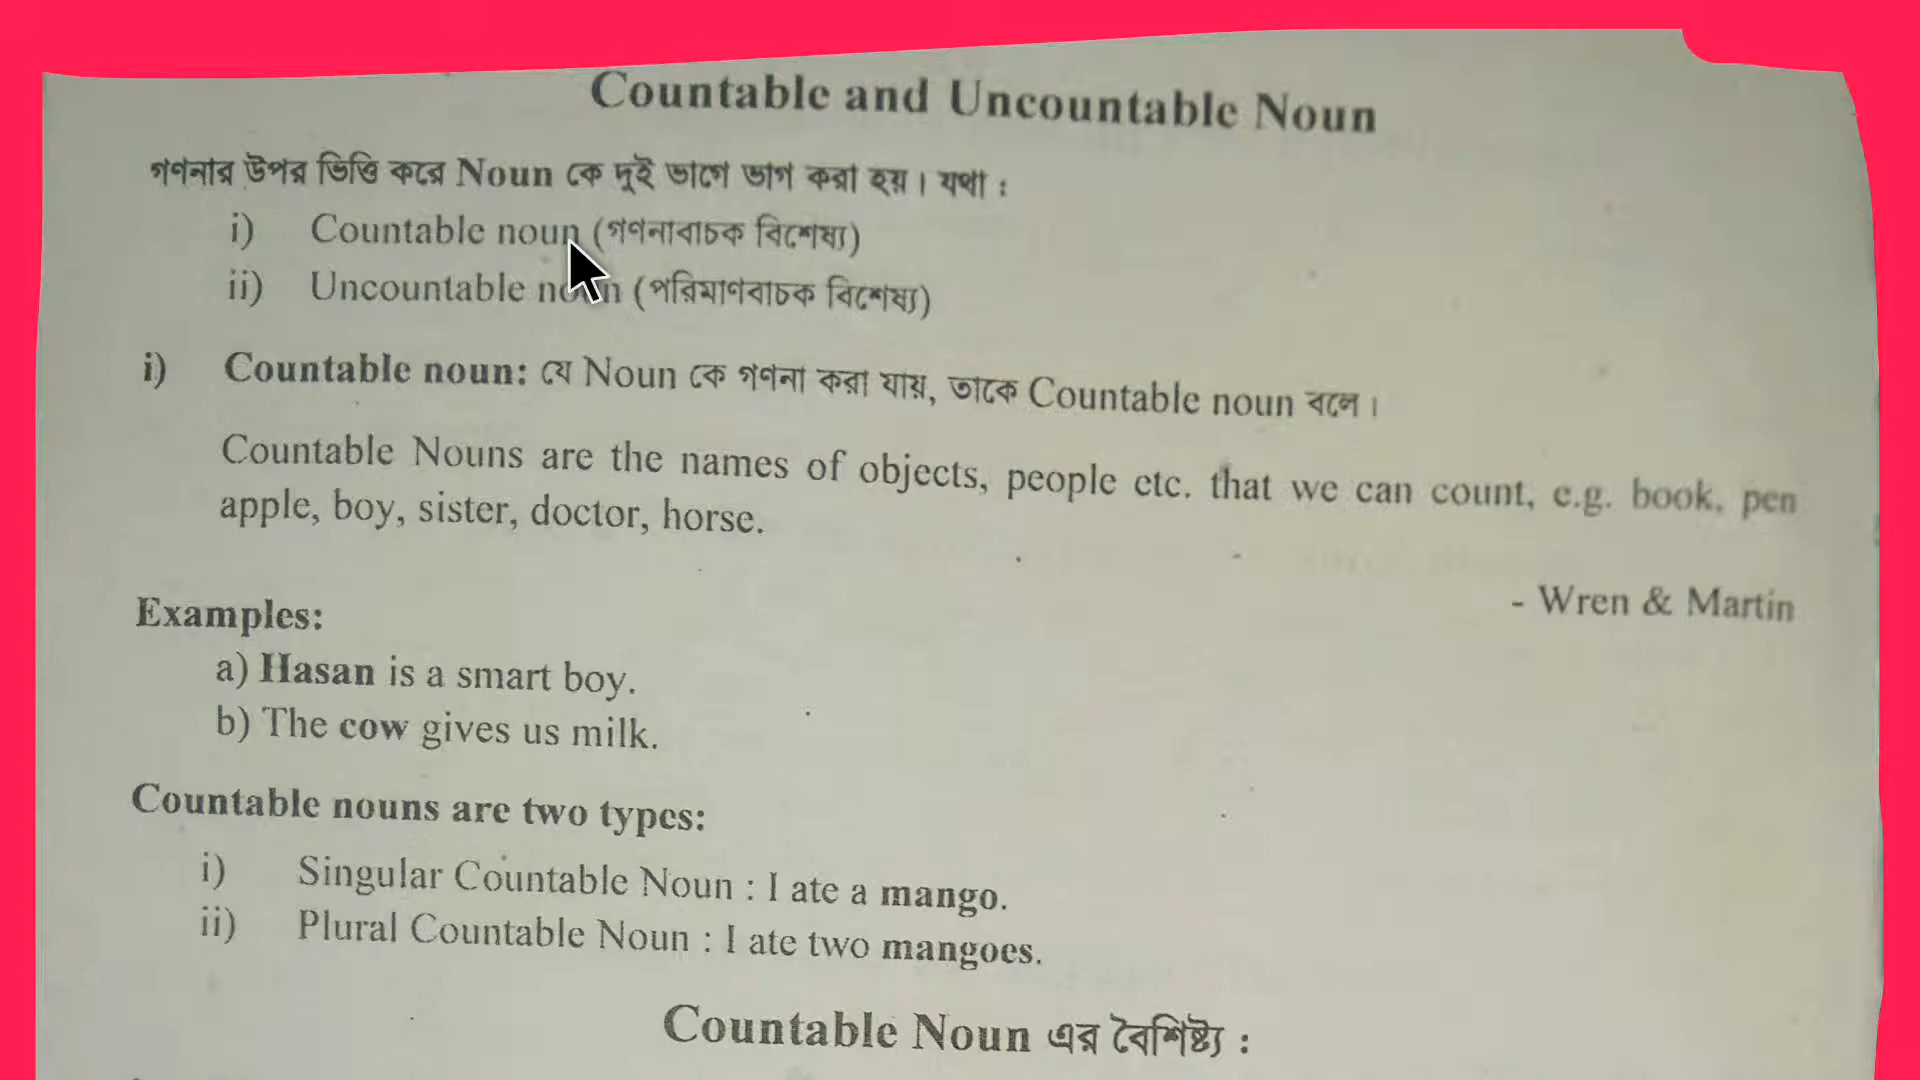 Countable and Uncountable Noun
গণনার উপর ভিত্তি করে Noun কে দুই ভাগে ভাগ করা হয়। যথা :
i) Countable noun (গণনাবাচক বিশেষ্য)
ii) Uncountable noun (পরিমাণবাচক বিশেষ্য)
i) Countable noun: যে Noun কে গণনা করা যায়, তাকে Countable noun বলে।
Countable Nouns are the names of objects, people etc. that we can count, e.g. book, pen
apple, boy, sister, doctor, horse.
- Wren & Martin
Examples:
a) Hasan is a smart boy.
b) The cow gives us milk.
Countable nouns are two types:
i) Singular Countable Noun : I ate a mango.
ii) Plural Countable Noun : I ate two mangoes.
Countable Noun এর বৈশিষ্ট্য :